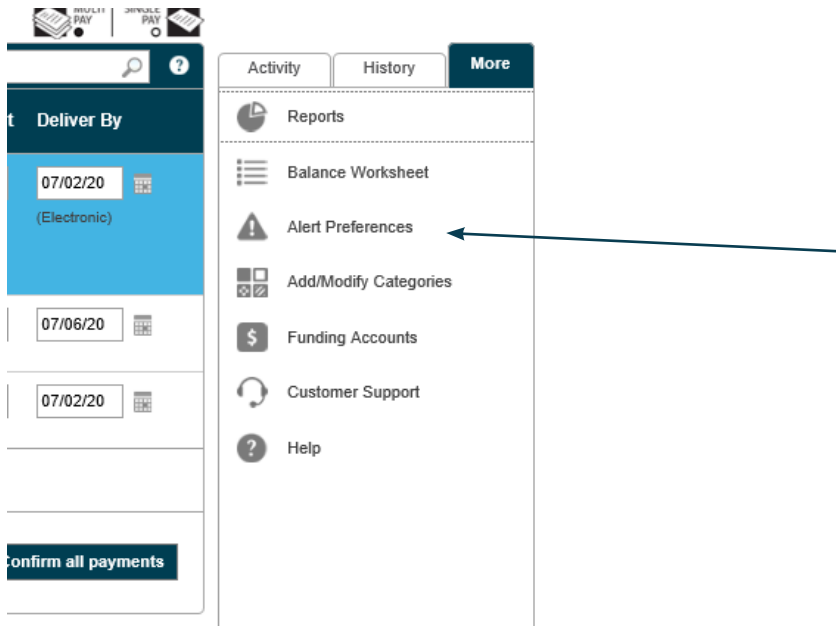 MULTI PAY
SINGLE PAY
t Deliver By
07/02/20
(Electronic)
07/06/20
07/02/20
Confirm all payments
Activity History More
Reports
Balance Worksheet
Alert Preferences
Add/Modify Categories
Funding Accounts
Customer Support
Help